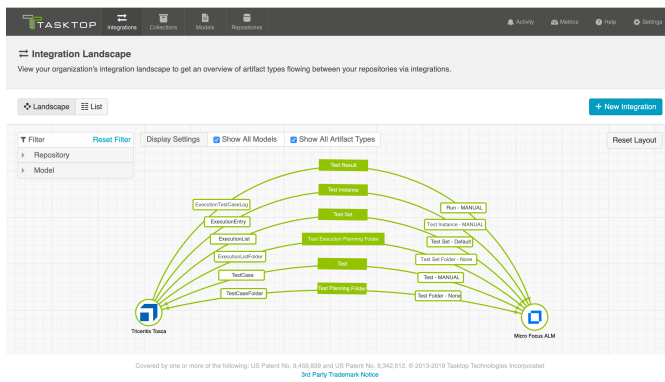 TASKTOP
Integrations
Collections
Models
Repositories
Activity
Metrics
Help
Settings
Integration Landscape
View your organization's integration landscape to get an overview of artifact types flowing between your repositories via integrations.
Landscape
List
+ New Integration
Filter
Reset Filter
Display Settings
Show All Models
Show All Artifact Types
Reset Layout
Repository
Model
Test Result
ExecutionTestCaseLog
Run - MANUAL
Test Instance
ExecutionEntry
Test Instance - MANUAL
Test Set
ExecutionList
Test Set - Default
Test Execution Planning Folder
ExecutionListFolder
Test Set Folder - None
Test
TestCase
Test - MANUAL
Test Planning Folder
TestCaseFolder
Test Folder - None
Tricentis Tosca
Micro Focus ALM
Covered by one or more of the following: US Patent No. 9,459,839 and US Patent No. 9,342,512. © 2013-2019 Tasktop Technologies Incorporated
3rd Party Trademark Notice